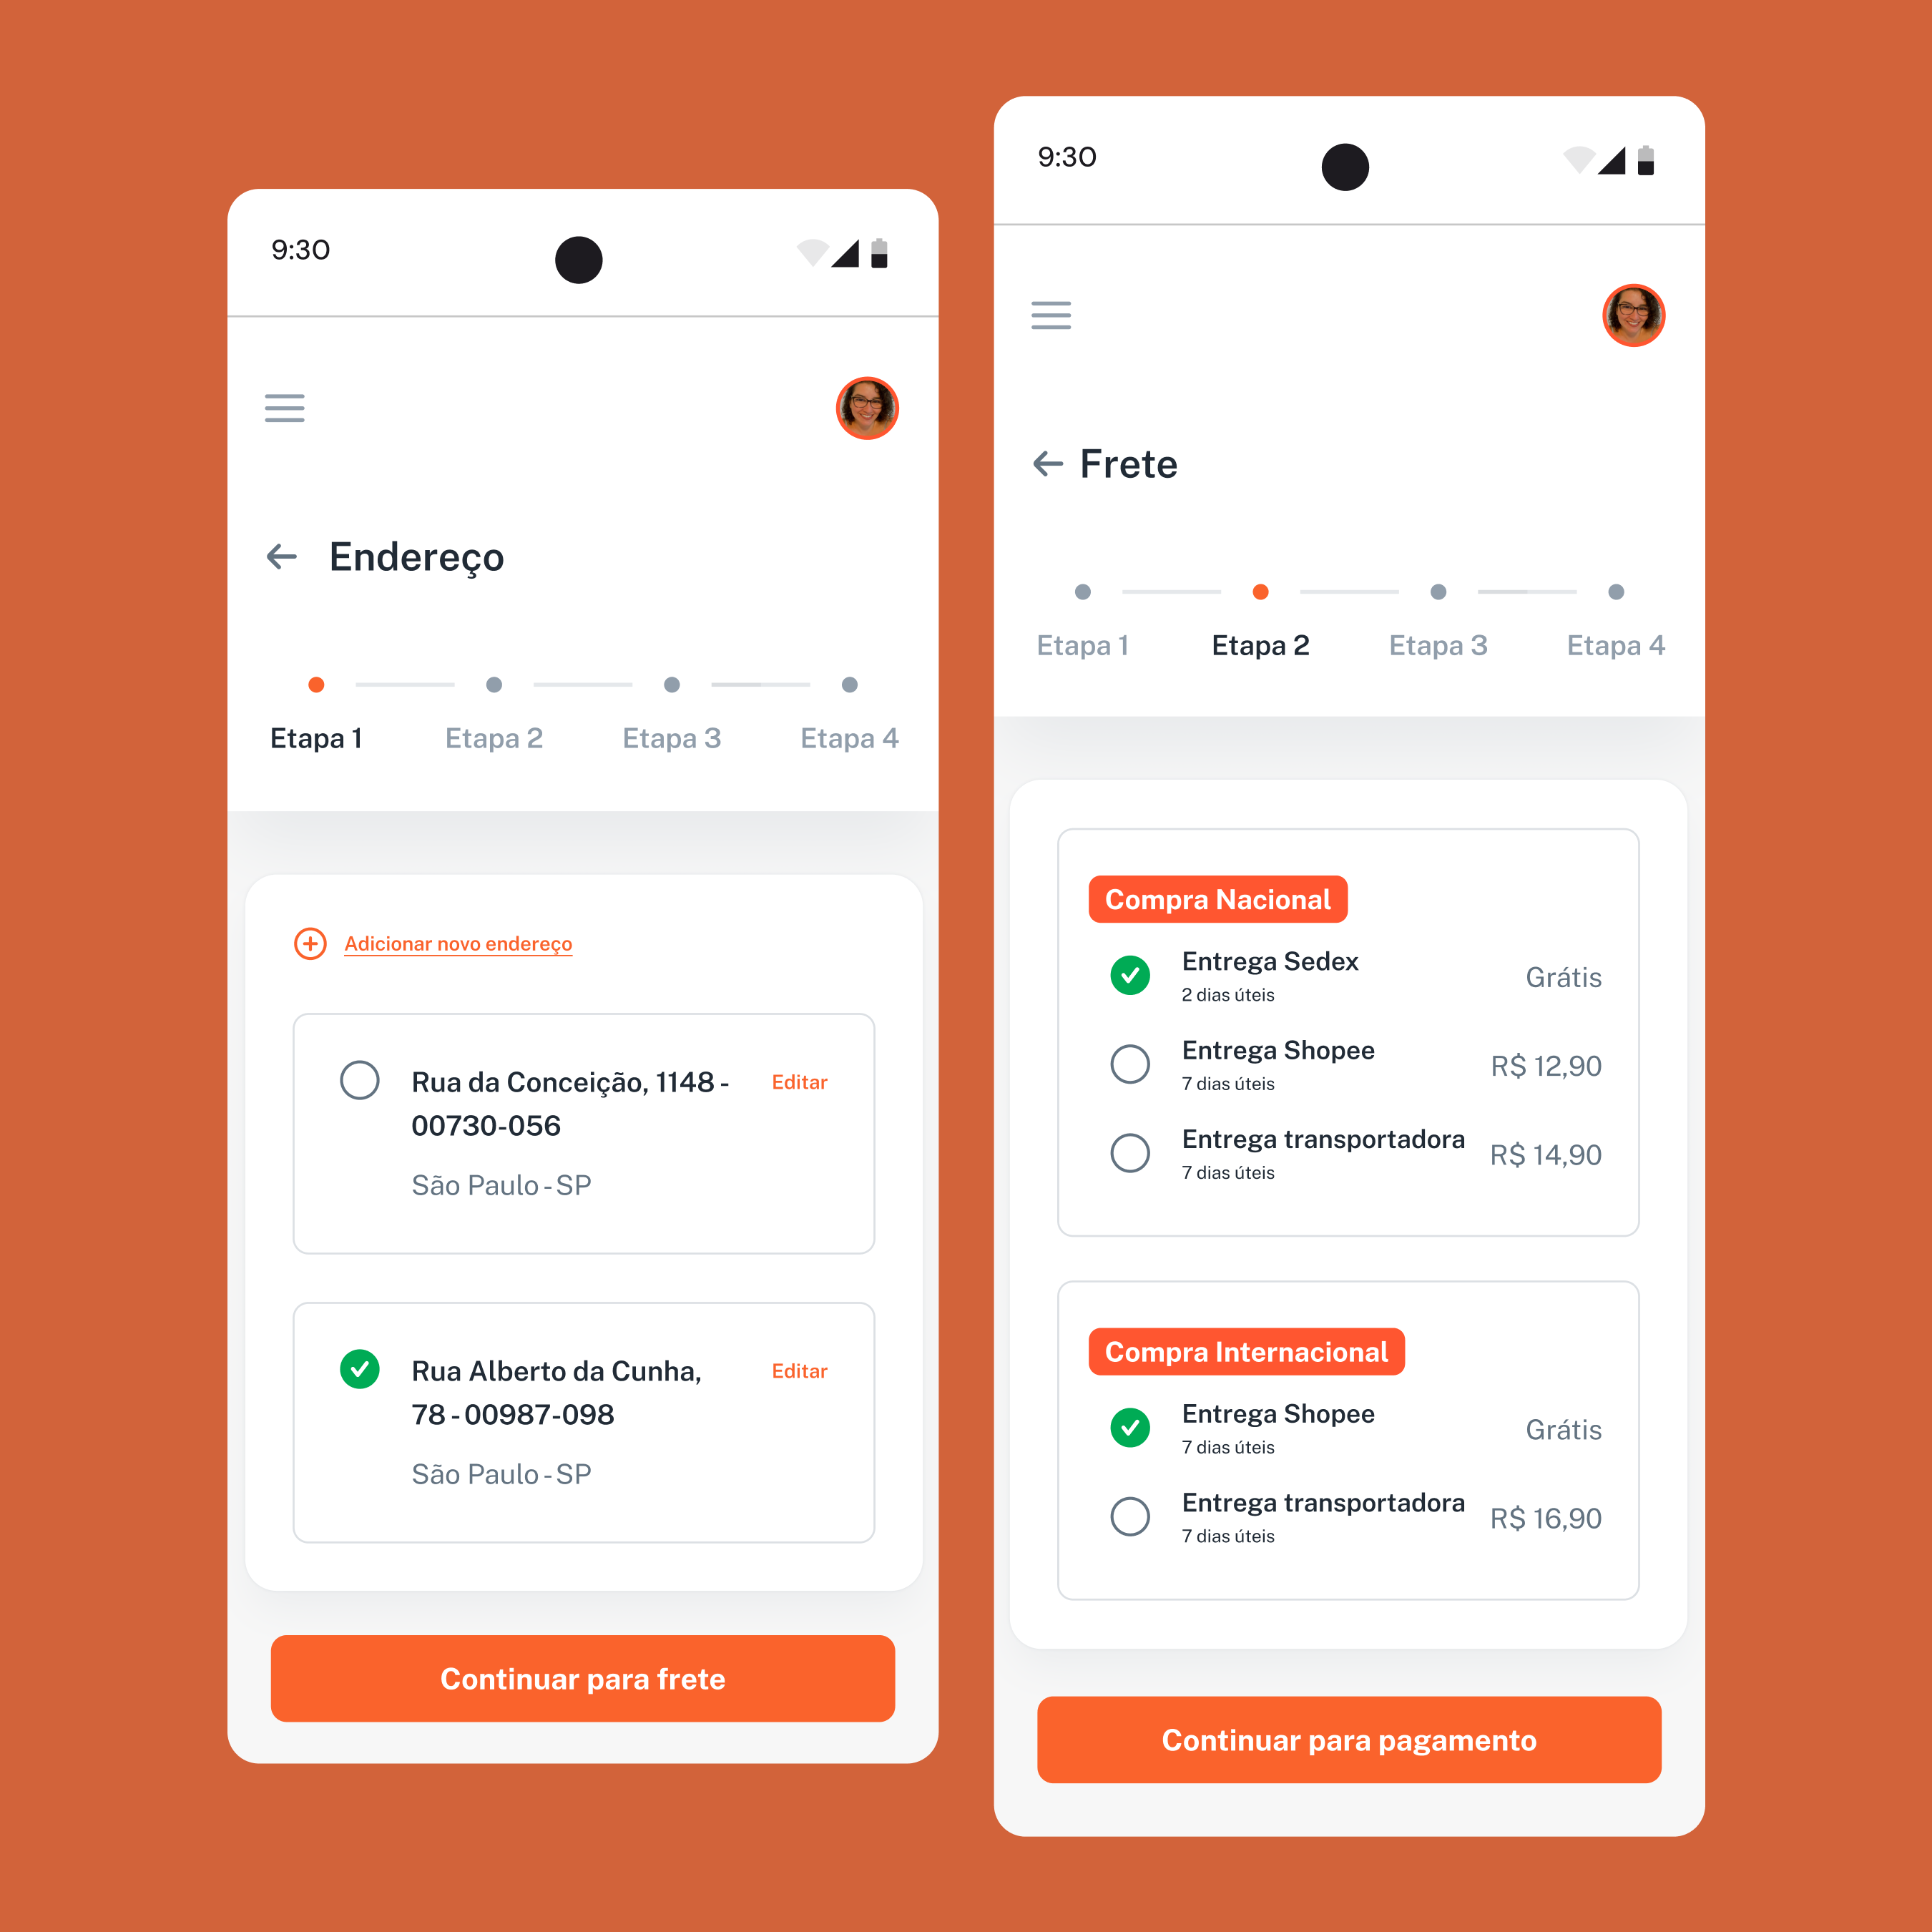 9:30
Endereço
Etapa 1 Etapa 2 Etapa 3 Etapa 4
Adicionar novo endereço
Rua da Conceição, 1148 - Editar
00730-056
São Paulo - SP
Rua Alberto da Cunha, Editar
78 - 00987-098
São Paulo - SP
Continuar para frete
9:30
Frete
Etapa 1 Etapa 2 Etapa 3 Etapa 4
Compra Nacional
Entrega Sedex Grátis
2 dias úteis
Entrega Shopee R$ 12,90
7 dias úteis
Entrega transportadora R$ 14,90
7 dias úteis
Compra Internacional
Entrega Shopee Grátis
7 dias úteis
Entrega transportadora R$ 16,90
7 dias úteis
Continuar para pagamento